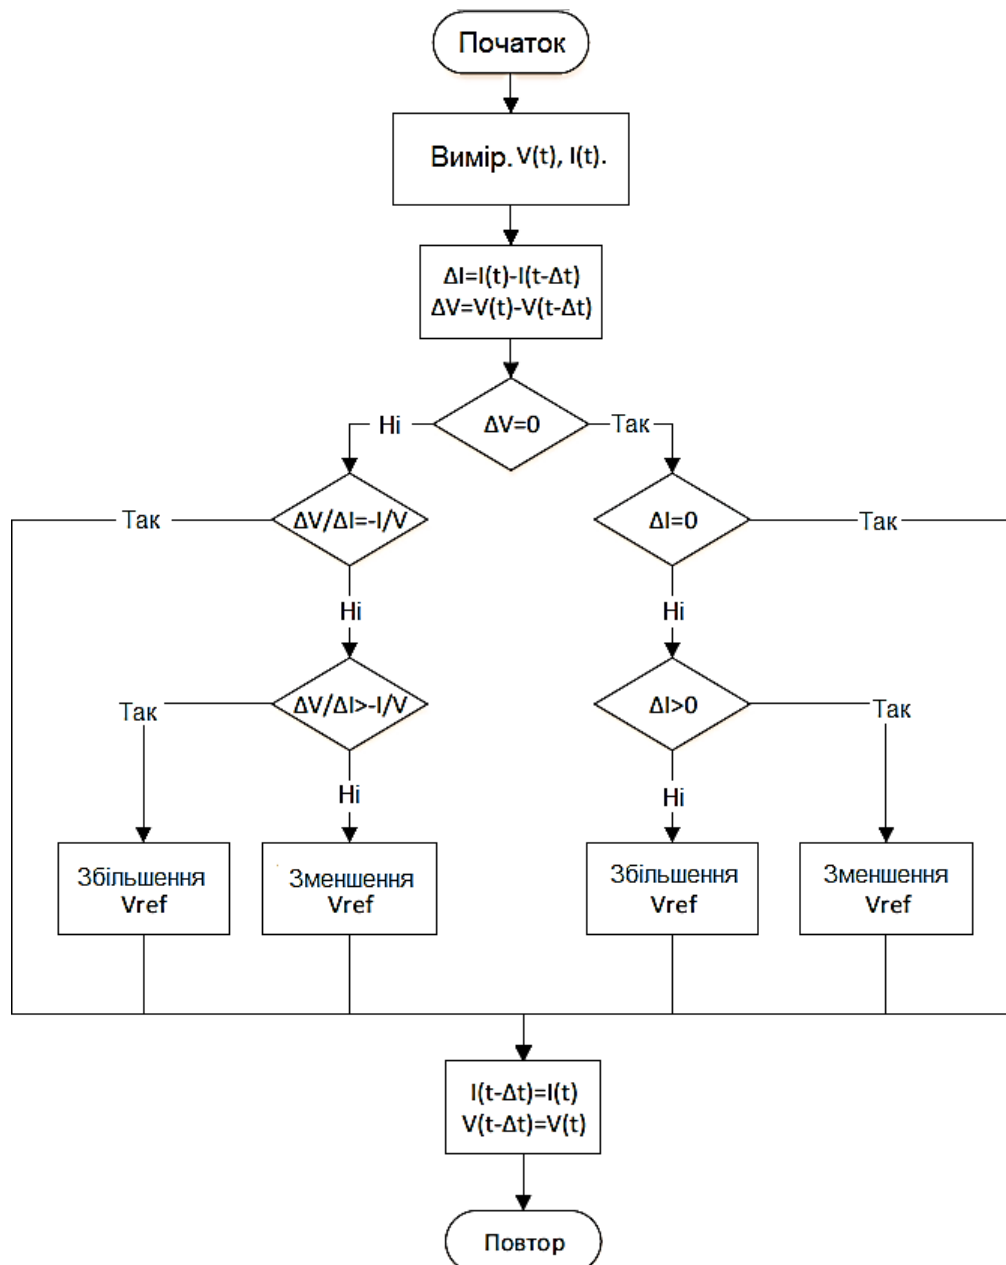 Початок
Вимір. V(t), I(t).
ΔI=I(t)-I(t-Δt)
ΔV=V(t)-V(t-Δt)
ΔV=0
Ні
Так
Так
ΔV/ΔI=-I/V
ΔI=0
Так
Ні
Ні
Так
ΔV/ΔI>-I/V
ΔI>0
Так
Ні
Ні
Збільшення
Vref
Зменшення
Vref
Збільшення
Vref
Зменшення
Vref
I(t-Δt)=I(t)
V(t-Δt)=V(t)
Повтор